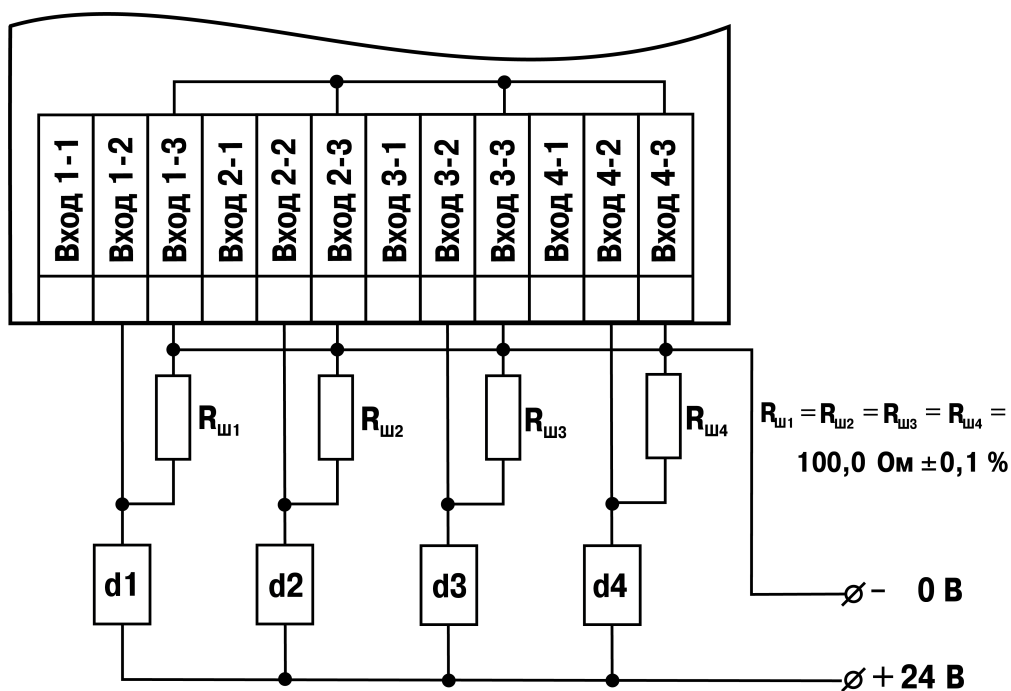 Вход 1-1
Вход 1-2
Вход 1-3
Вход 2-1
Вход 2-2
Вход 2-3
Вход 3-1
Вход 3-2
Вход 3-3
Вход 4-1
Вход 4-2
Вход 4-3
Rш1
Rш2
Rш3
Rш4
Rш1 = Rш2 = Rш3 = Rш4 =
100,0 Ом ±0,1 %
d1
d2
d3
d4
- 0 В
+ 24 В